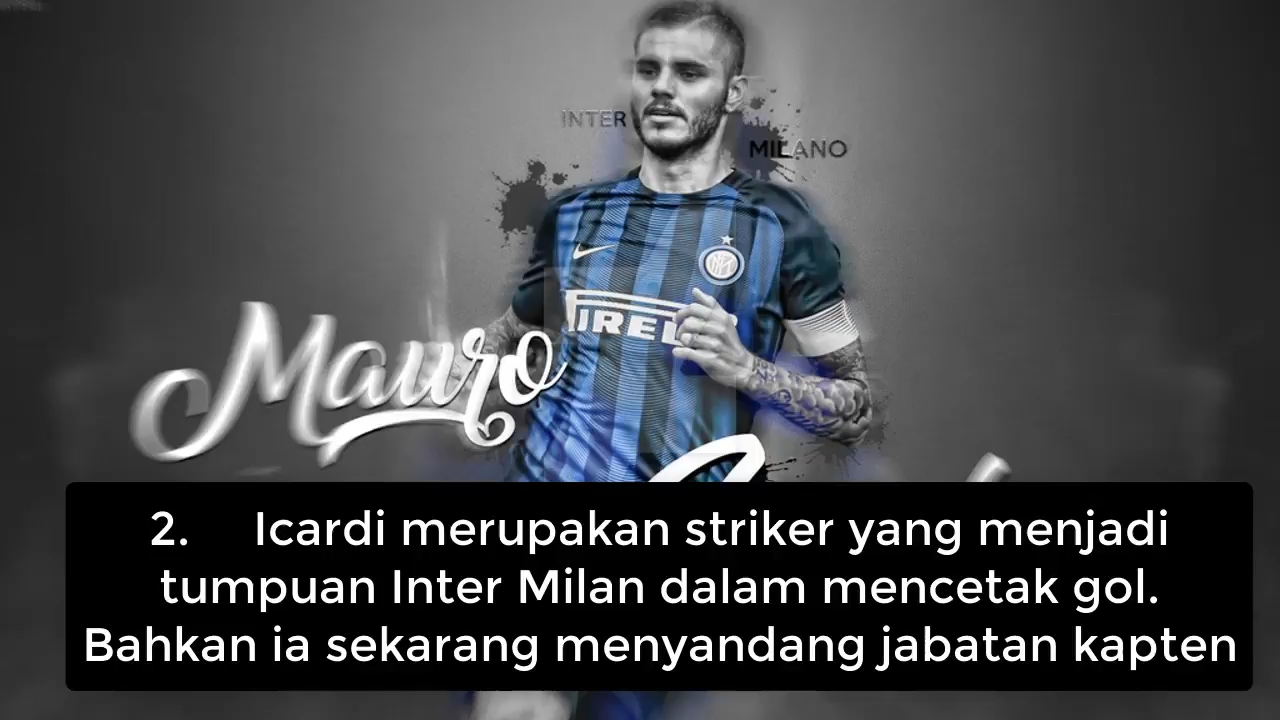 INTER
MILANO
PIRELLI
Mauro
2. Icardi merupakan striker yang menjadi
tumpuan Inter Milan dalam mencetak gol.
Bahkan ia sekarang menyandang jabatan kapten